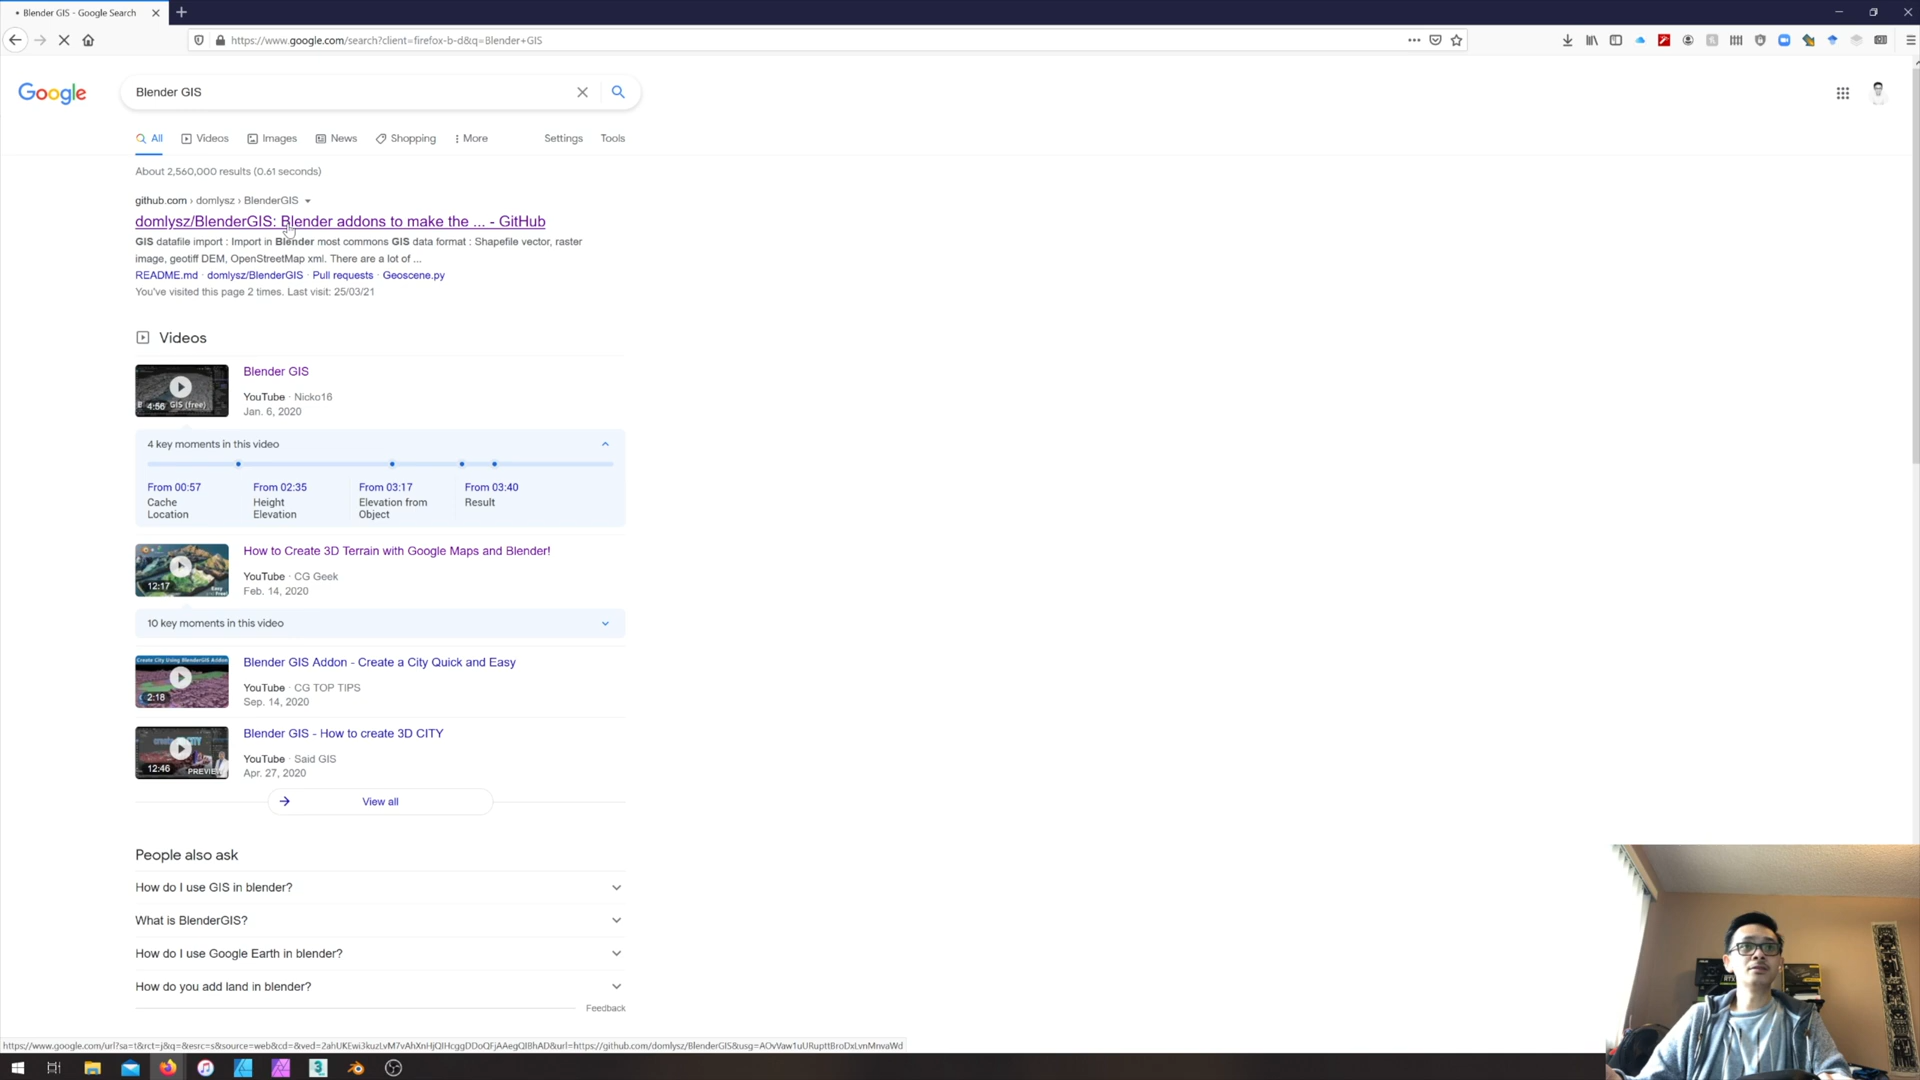 Blender GIS - Google Search
https://www.google.com/search?client=firefox-b-d&q=Blender+GIS
Google
Blender GIS
All Videos Images News Shopping More Settings Tools
About 2,560,000 results (0.61 seconds)
github.com › domlysz › BlenderGIS
domlysz/BlenderGIS: Blender addons to make the ... - GitHub
GIS datafile import : Import in Blender most commons GIS data format : Shapefile vector, raster
image, geotiff DEM, OpenStreetMap xml. There are a lot of ...
README.md · domlysz/BlenderGIS · Pull requests · Geoscene.py
You've visited this page 2 times. Last visit: 25/03/21
Videos
GIS (free)
4:56
Blender GIS
YouTube · Nicko16
Jan. 6, 2020
4 key moments in this video
From 00:57 From 02:35 From 03:17 From 03:40
Cache Height Elevation from Result
Location Elevation Object
12:17
How to Create 3D Terrain with Google Maps and Blender!
YouTube · CG Geek
Feb. 14, 2020
10 key moments in this video
Create City Using BlenderGIS Addon
2:18
Blender GIS Addon - Create a City Quick and Easy
YouTube · CG TOP TIPS
Sep. 14, 2020
12:46
PREVIEW
Blender GIS - How to create 3D CITY
YouTube · Said GIS
Apr. 27, 2020
View all
People also ask
How do I use GIS in blender?
What is BlenderGIS?
How do I use Google Earth in blender?
How do you add land in blender?
Feedback